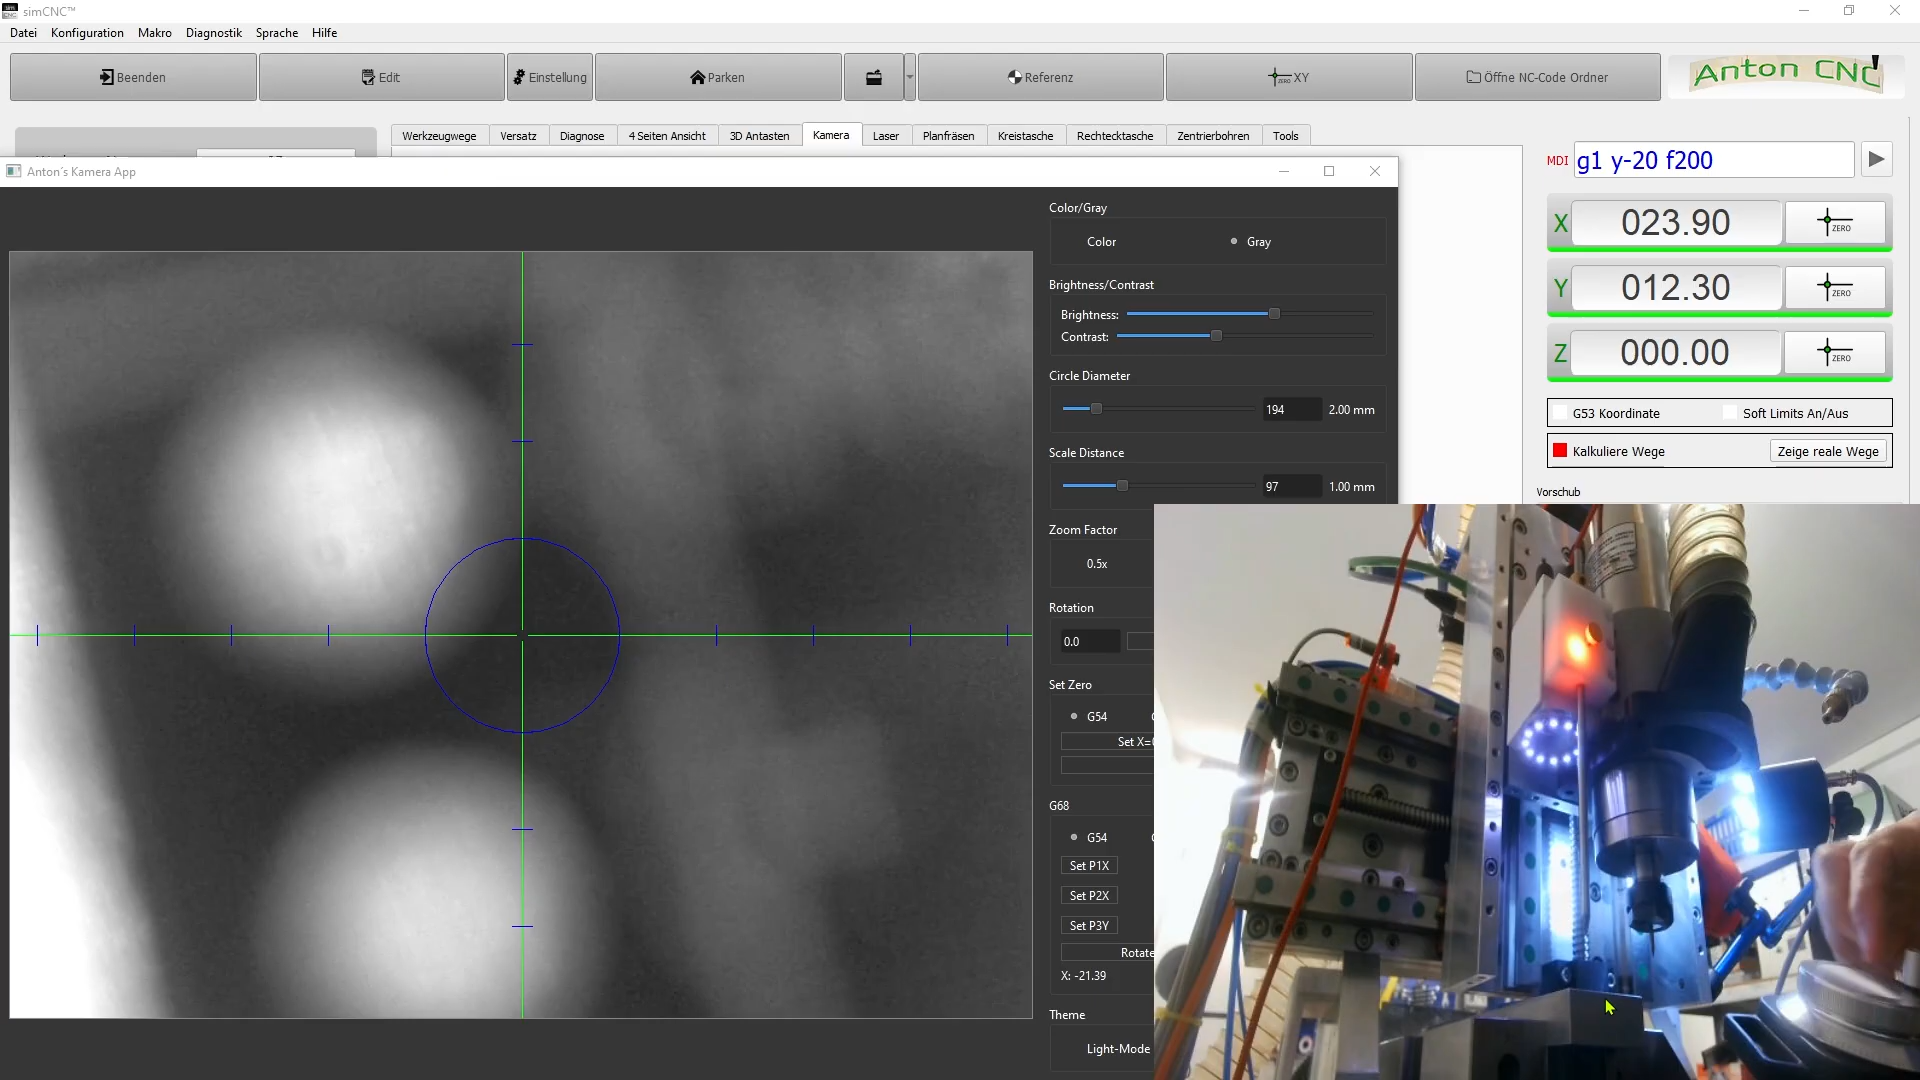 simCNC™
Datei Konfiguration Makro Diagnostik Sprache Hilfe
Beenden Edit Einstellung Parken Referenz XY Öffne NC-Code Ordner Anton CNC
Werkzeugwege Versatz Diagnose 4 Seiten Ansicht 3D Antasten Kamera Laser Planfräsen Kreistasche Rechtecktasche Zentrierbohren Tools
MDI g1 y-20 f200
Anton´s Kamera App
X 023.90 ZERO
Y 012.30 ZERO
Z 000.00 ZERO
G53 Koordinate Soft Limits An/Aus
Kalkuliere Wege Zeige reale Wege
Vorschub
Color/Gray
Color Gray
Brightness/Contrast
Brightness:
Contrast:
Circle Diameter
194 2.00 mm
Scale Distance
97 1.00 mm
Zoom Factor
0.5x
Rotation
0.0
Set Zero
G54
Set X=
G68
G54
Set P1X
Set P2X
Set P3Y
Rotate
X: -21.39
Theme
Light-Mode